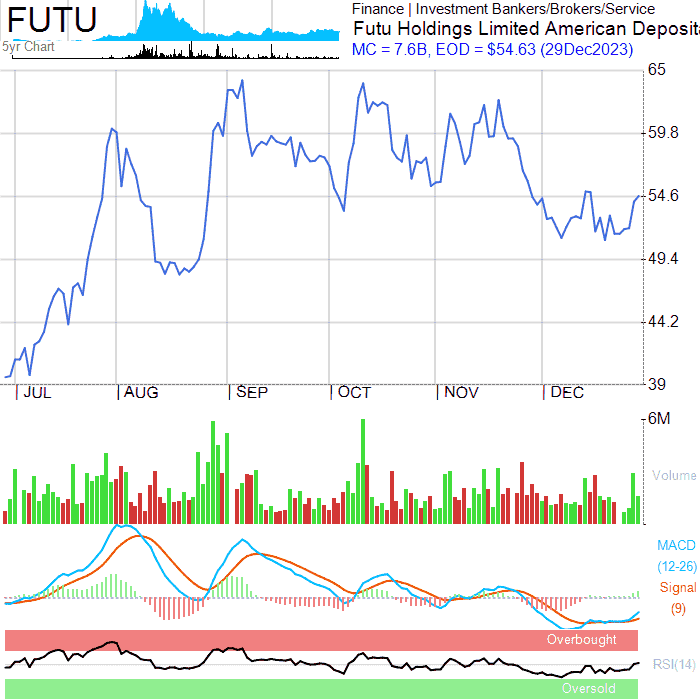 FUTU
5yr Chart
Finance | Investment Bankers/Brokers/Service
Futu Holdings Limited American Deposit
MC = 7.6B, EOD = $54.63 (29Dec2023)
65
59.8
54.6
49.4
44.2
39
JUL AUG SEP OCT NOV DEC
6M
Volume
MACD
(12-26)
Signal
(9)
Overbought
RSI(14)
Oversold